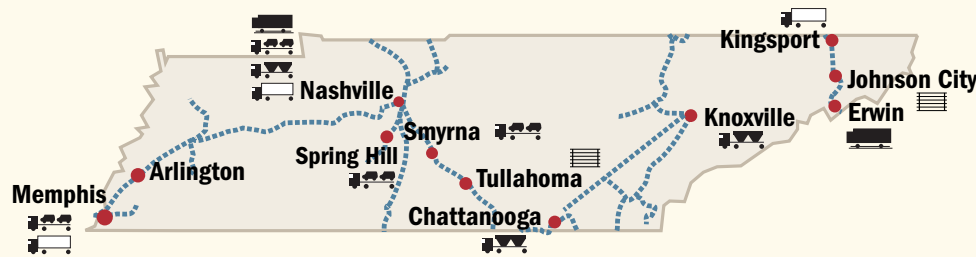 Kingsport
Johnson City
Nashville
Erwin
Knoxville
Smyrna
Spring Hill
Arlington
Tullahoma
Memphis
Chattanooga